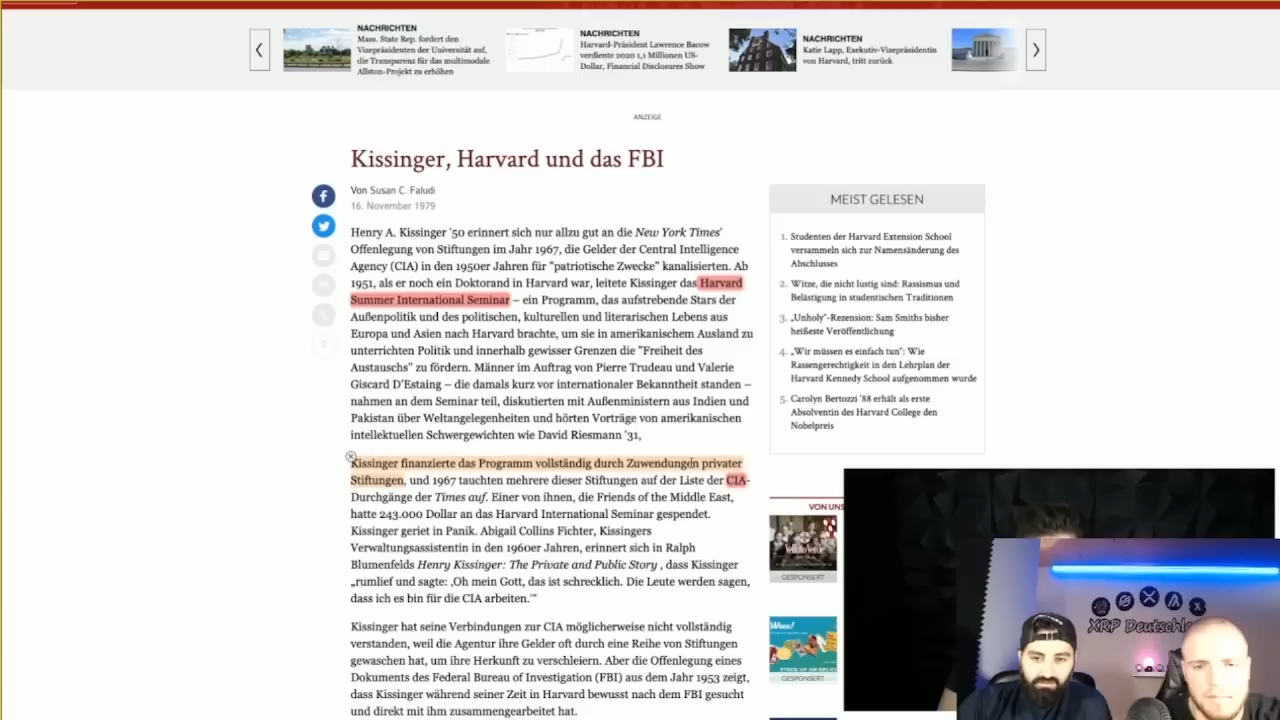 NACHRICHTEN
Mass. State Rep. fordert den
Vizepräsidenten der Universität auf,
die Transparenz für das multimodale
Allston-Projekt zu erhöhen
NACHRICHTEN
Harvard-Präsident Lawrence Bacow
verdiente 2020 1,1 Millionen US-
Dollar, Financial Disclosures Show
NACHRICHTEN
Katie Lapp, Exekutiv-Vizepräsidentin
von Harvard, tritt zurück
ANZEIGE
Kissinger, Harvard und das FBI
Von Susan C. Faludi
16. November 1979
Henry A. Kissinger '50 erinnert sich nur allzu gut an die New York Times'
Offenlegung von Stiftungen im Jahr 1967, die Gelder der Central Intelligence
Agency (CIA) in den 1950er Jahren für "patriotische Zwecke" kanalisierten. Ab
1951, als er noch ein Doktorand in Harvard war, leitete Kissinger das Harvard
Summer International Seminar – ein Programm, das aufstrebende Stars der
Außenpolitik und des politischen, kulturellen und literarischen Lebens aus
Europa und Asien nach Harvard brachte, um sie in amerikanischem Ausland zu
unterrichten Politik und innerhalb gewisser Grenzen die "Freiheit des
Austauschs" zu fördern. Männer im Auftrag von Pierre Trudeau und Valerie
Giscard D'Estaing – die damals kurz vor internationaler Bekanntheit standen –
nahmen an dem Seminar teil, diskutierten mit Außenministern aus Indien und
Pakistan über Weltangelegenheiten und hörten Vorträge von amerikanischen
intellektuellen Schwergewichten wie David Riesmann '31,
Kissinger finanzierte das Programm vollständig durch Zuwendungen privater
Stiftungen, und 1967 tauchten mehrere dieser Stiftungen auf der Liste der CIA-
Durchgänge der Times auf. Einer von ihnen, die Friends of the Middle East,
hatte 243.000 Dollar an das Harvard International Seminar gespendet.
Kissinger geriet in Panik. Abigail Collins Fichter, Kissingers
Verwaltungsassistentin in den 1960er Jahren, erinnert sich in Ralph
Blumenfelds Henry Kissinger: The Private and Public Story , dass Kissinger
„rumlief und sagte: ‚Oh mein Gott, das ist schrecklich. Die Leute werden sagen,
dass ich es bin für die CIA arbeiten.'"
Kissinger hat seine Verbindungen zur CIA möglicherweise nicht vollständig
verstanden, weil die Agentur ihre Gelder oft durch eine Reihe von Stiftungen
gewaschen hat, um ihre Herkunft zu verschleiern. Aber die Offenlegung eines
Dokuments des Federal Bureau of Investigation (FBI) aus dem Jahr 1953 zeigt,
dass Kissinger während seiner Zeit in Harvard bewusst nach dem FBI gesucht
und direkt mit ihm zusammengearbeitet hat.
MEIST GELESEN
1. Studenten der Harvard Extension School
versammeln sich zur Namensänderung des
Abschlusses
2. Witze, die nicht lustig sind: Rassismus und
Belästigung in studentischen Traditionen
3. „Unholy"-Rezension: Sam Smiths bisher
heißeste Veröffentlichung
4. „Wir müssen es einfach tun": Wie
Rassengerechtigkeit in den Lehrplan der
Harvard Kennedy School aufgenommen wurde
5. Carolyn Bertozzi '88 erhält als erste
Absolventin des Harvard College den
Nobelpreis
VON UNS
GESPONSERT
GESPONSERT
XRP Deutschla